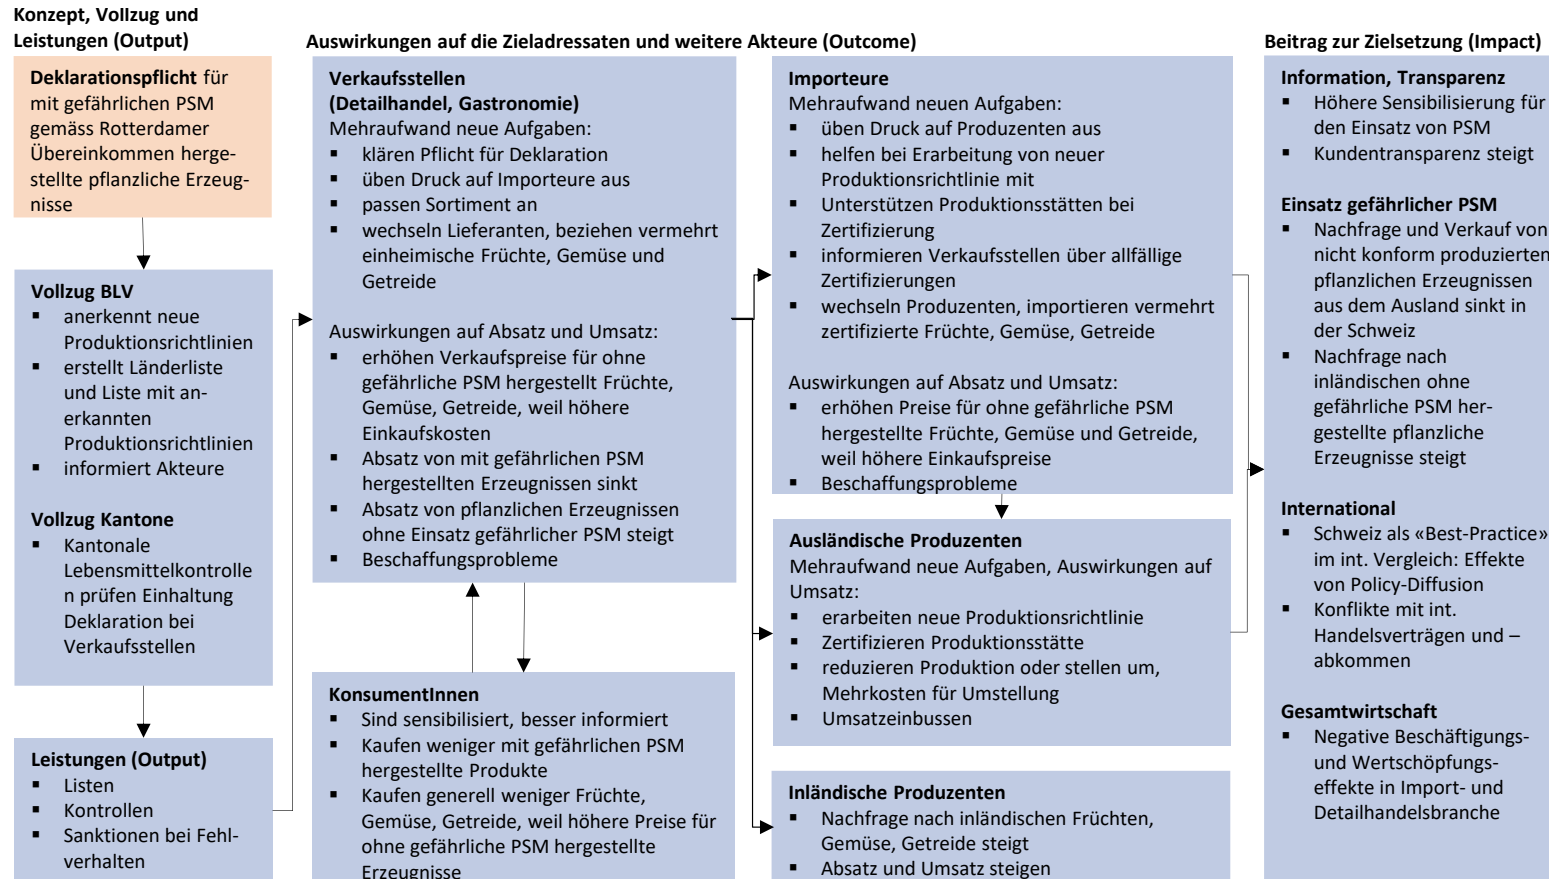 Konzept, Vollzug und
Leistungen (Output)
Deklarationspflicht für
mit gefährlichen PSM
gemäss Rotterdamer
Übereinkommen herge-
stellte pflanzliche Erzeug-
nisse
Vollzug BLV
▪ anerkennt neue
Produktionsrichtlinien
▪ erstellt Länderliste
und Liste mit an-
erkannten
Produktionsrichtlinien
▪ informiert Akteure
Vollzug Kantone
▪ Kantonale
Lebensmittelkontrolle
n prüfen Einhaltung
Deklaration bei
Verkaufsstellen
Leistungen (Output)
▪ Listen
▪ Kontrollen
▪ Sanktionen bei Fehl-
verhalten
Auswirkungen auf die Zieladressaten und weitere Akteure (Outcome)
Verkaufsstellen
(Detailhandel, Gastronomie)
Mehraufwand neue Aufgaben:
▪ klären Pflicht für Deklaration
▪ üben Druck auf Importeure aus
▪ passen Sortiment an
▪ wechseln Lieferanten, beziehen vermehrt
einheimische Früchte, Gemüse und
Getreide
Auswirkungen auf Absatz und Umsatz:
▪ erhöhen Verkaufspreise für ohne
gefährliche PSM hergestellt Früchte,
Gemüse, Getreide, weil höhere
Einkaufskosten
▪ Absatz von mit gefährlichen PSM
hergestellten Erzeugnissen sinkt
▪ Absatz von pflanzlichen Erzeugnissen
ohne Einsatz gefährlicher PSM steigt
▪ Beschaffungsprobleme
KonsumentInnen
▪ Sind sensibilisiert, besser informiert
▪ Kaufen weniger mit gefährlichen PSM
hergestellte Produkte
▪ Kaufen generell weniger Früchte,
Gemüse, Getreide, weil höhere Preise für
ohne gefährliche PSM hergestellte
Erzeugnisse
Importeure
Mehraufwand neuen Aufgaben:
▪ üben Druck auf Produzenten aus
▪ helfen bei Erarbeitung von neuer
Produktionsrichtlinie mit
▪ Unterstützen Produktionsstätten bei
Zertifizierung
▪ informieren Verkaufsstellen über allfällige
Zertifizierungen
▪ wechseln Produzenten, importieren vermehrt
zertifizierte Früchte, Gemüse, Getreide
Auswirkungen auf Absatz und Umsatz:
▪ erhöhen Preise für ohne gefährliche PSM
hergestellte Früchte, Gemüse und Getreide,
weil höhere Einkaufspreise
▪ Beschaffungsprobleme
Ausländische Produzenten
Mehraufwand neue Aufgaben, Auswirkungen auf
Umsatz:
▪ erarbeiten neue Produktionsrichtlinie
▪ Zertifizieren Produktionsstätte
▪ reduzieren Produktion oder stellen um,
Mehrkosten für Umstellung
▪ Umsatzeinbussen
Inländische Produzenten
▪ Nachfrage nach inländischen Früchten,
Gemüse, Getreide steigt
▪ Absatz und Umsatz steigen
Beitrag zur Zielsetzung (Impact)
Information, Transparenz
▪ Höhere Sensibilisierung für
den Einsatz von PSM
▪ Kundentransparenz steigt
Einsatz gefährlicher PSM
▪ Nachfrage und Verkauf von
nicht konform produzierten
pflanzlichen Erzeugnissen
aus dem Ausland sinkt in
der Schweiz
▪ Nachfrage nach
inländischen ohne
gefährliche PSM her-
gestellte pflanzliche
Erzeugnisse steigt
International
▪ Schweiz als «Best-Practice»
im int. Vergleich: Effekte
von Policy-Diffusion
▪ Konflikte mit int.
Handelsverträgen und –
abkommen
Gesamtwirtschaft
▪ Negative Beschäftigungs-
und Wertschöpfungs-
effekte in Import- und
Detailhandelsbranche